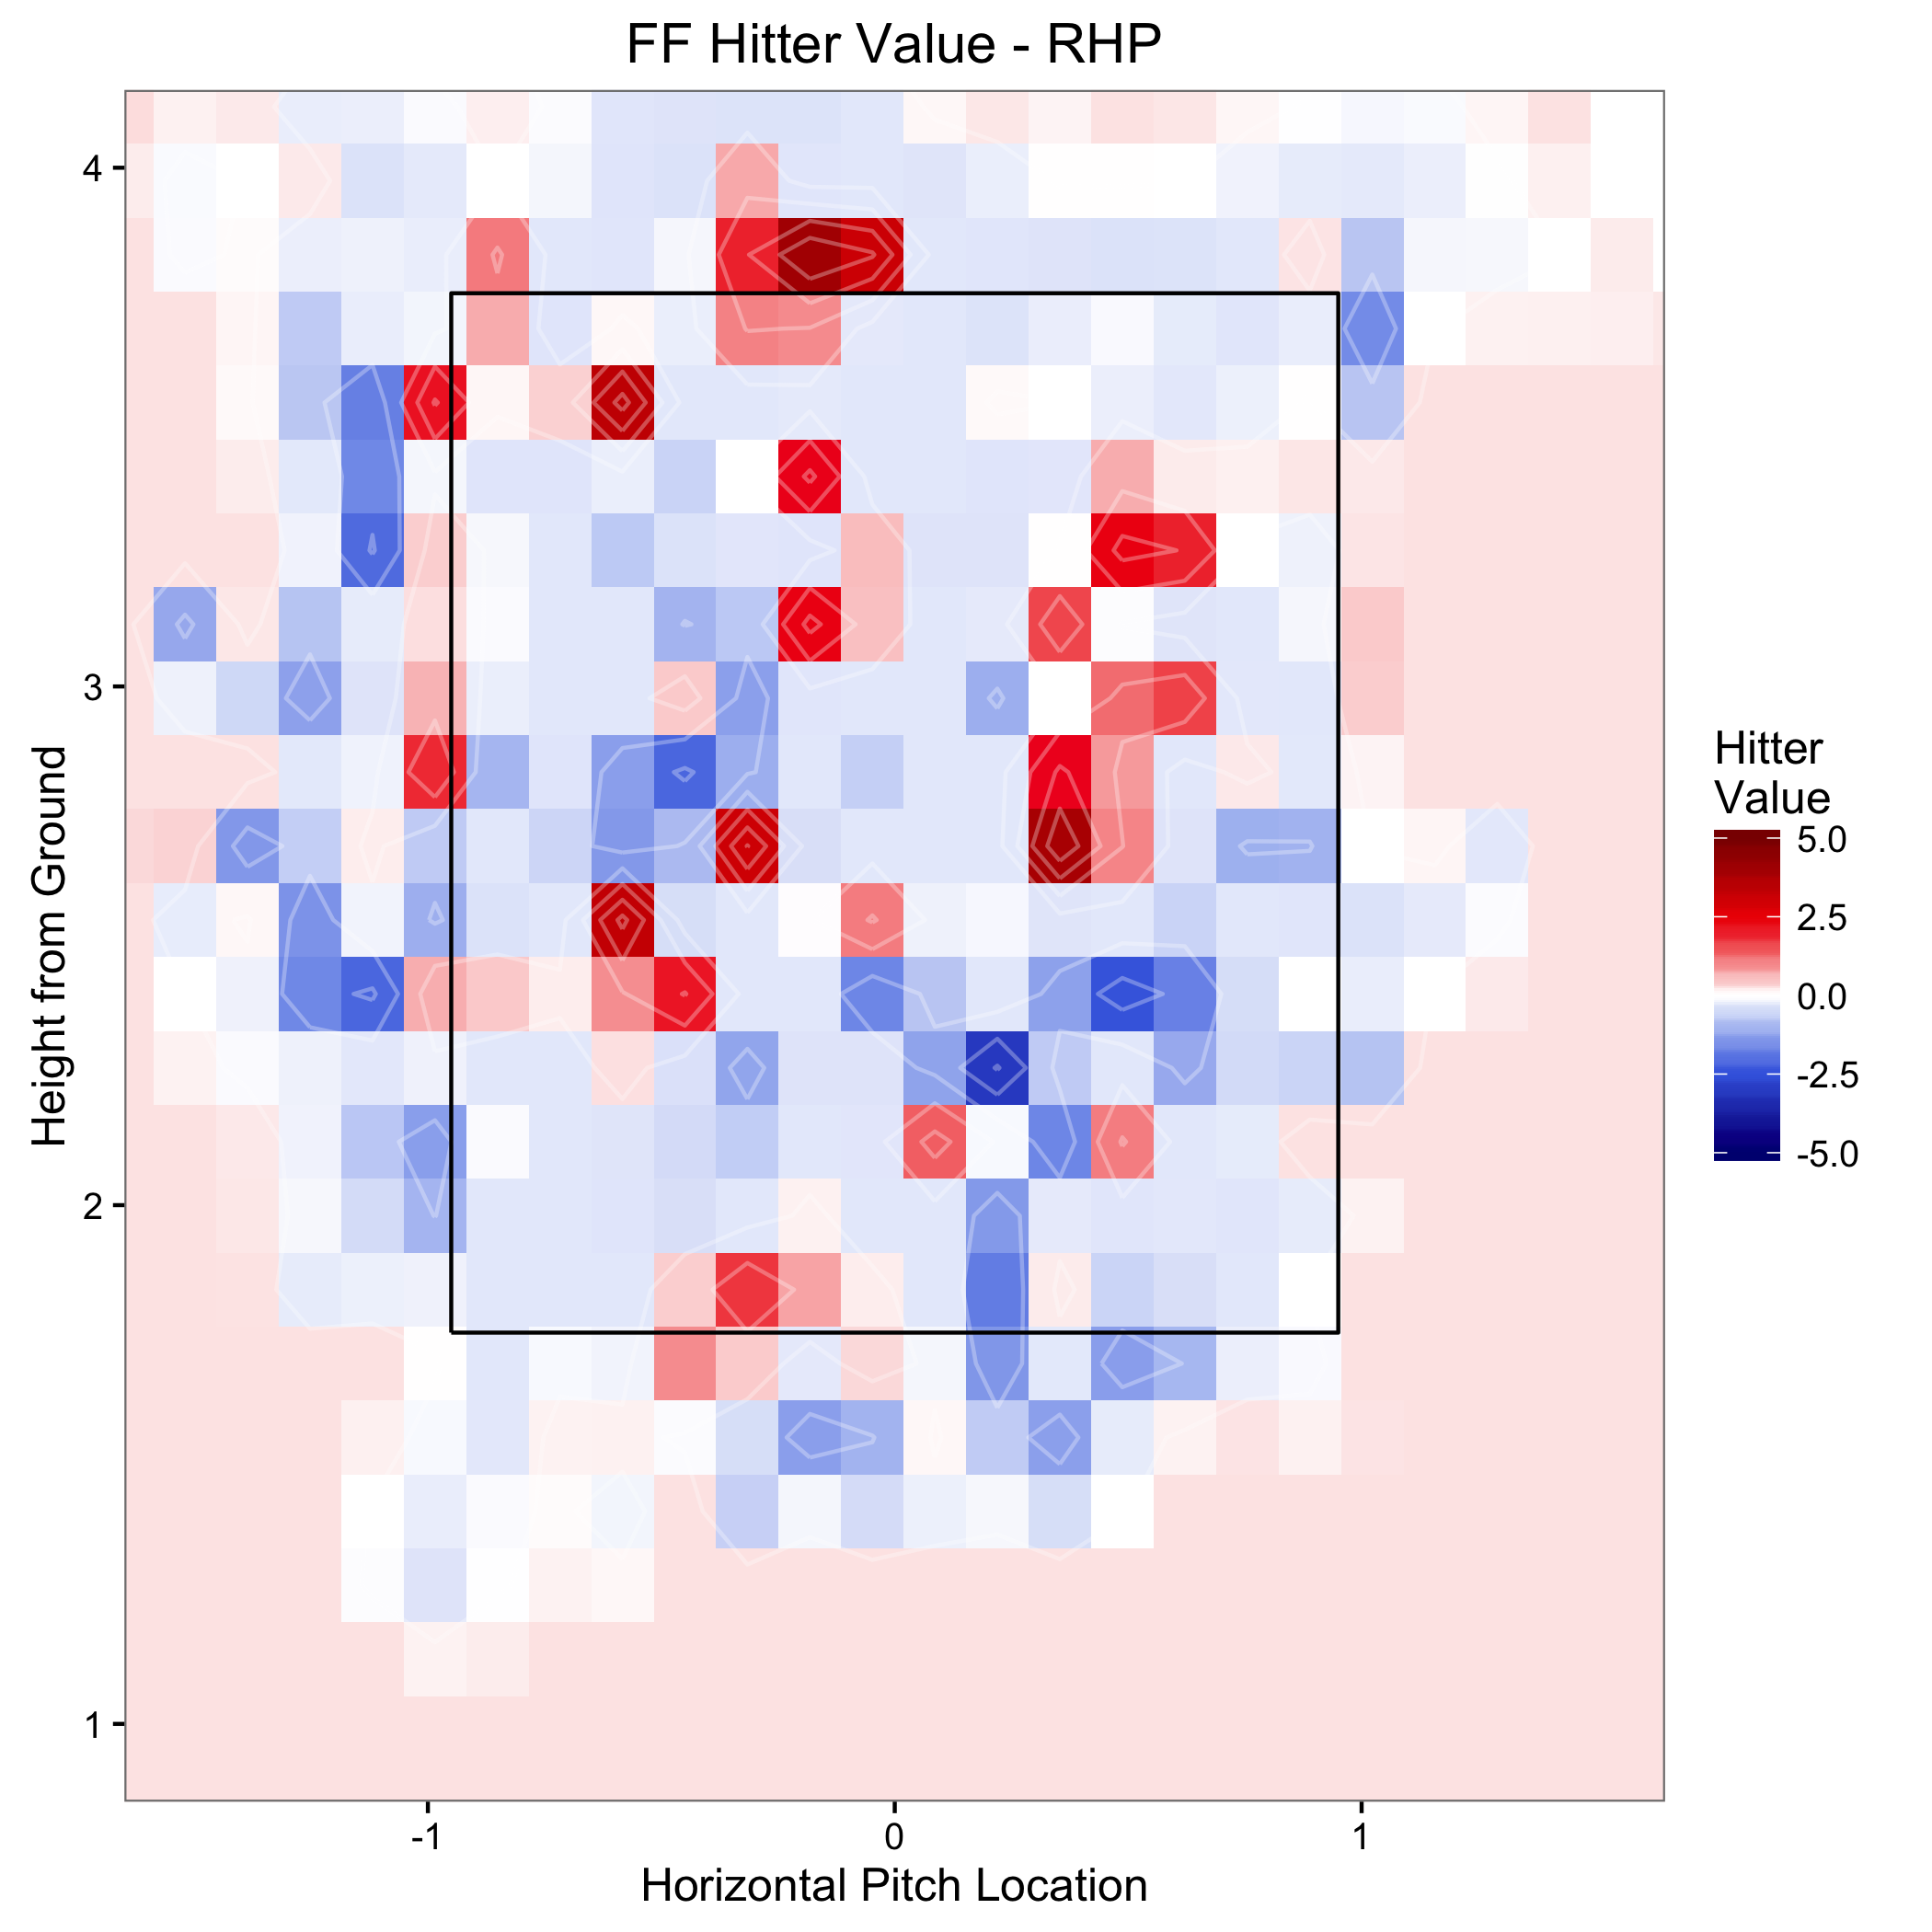 FF Hitter Value - RHP
4
3
2
1
Height from Ground
-1
0
1
Horizontal Pitch Location
Hitter
Value
5.0
2.5
0.0
-2.5
-5.0